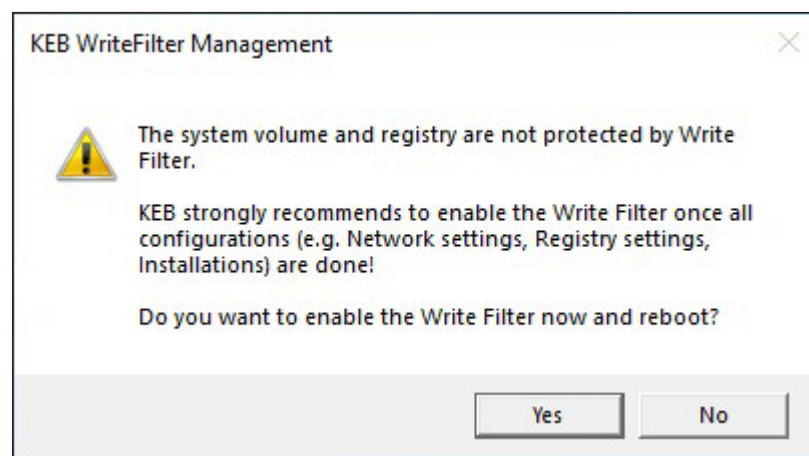 KEB WriteFilter Management
The system volume and registry are not protected by Write
Filter.
KEB strongly recommends to enable the Write Filter once all
configurations (e.g. Network settings, Registry settings,
Installations) are done!
Do you want to enable the Write Filter now and reboot?
Yes No